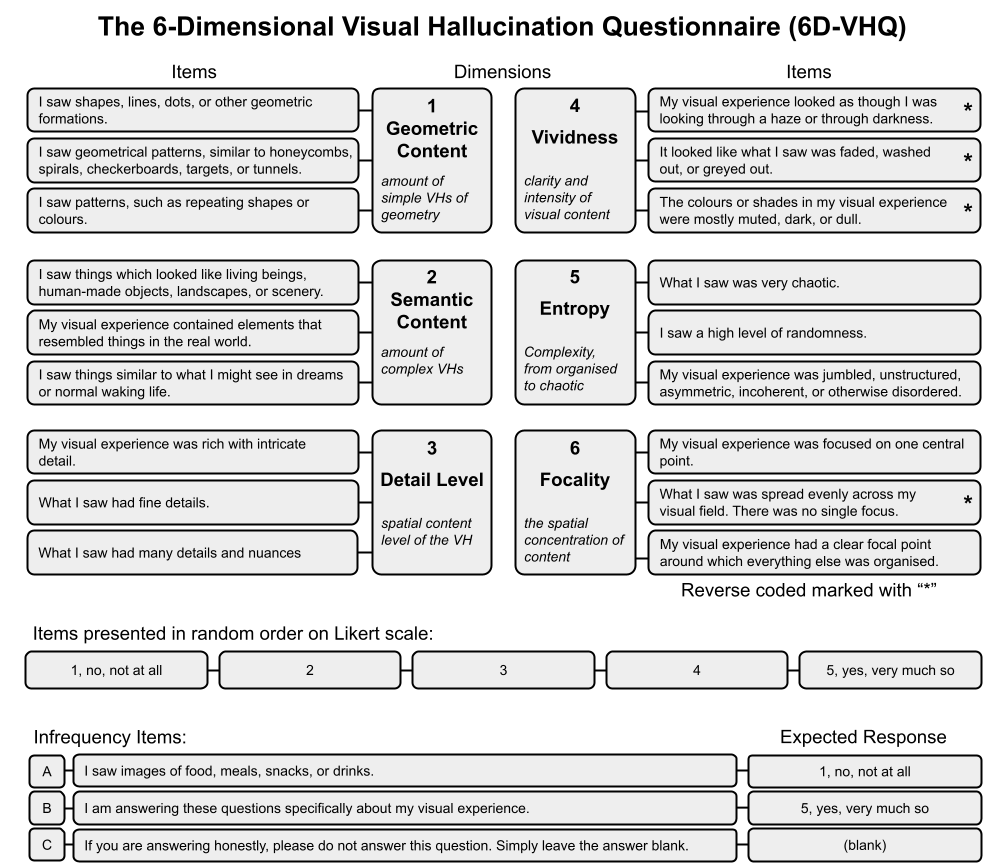 The 6-Dimensional Visual Hallucination Questionnaire (6D-VHQ)
Items
Dimensions
Items
I saw shapes, lines, dots, or other geometric
formations.
I saw geometrical patterns, similar to honeycombs,
spirals, checkerboards, targets, or tunnels.
I saw patterns, such as repeating shapes or
colours.
1
Geometric
Content
amount of
simple VHs of
geometry
4
Vividness
clarity and
intensity of
visual content
My visual experience looked as though I was
looking through a haze or through darkness. *
It looked like what I saw was faded, washed
out, or greyed out. *
The colours or shades in my visual experience
were mostly muted, dark, or dull. *
I saw things which looked like living beings,
human-made objects, landscapes, or scenery.
My visual experience contained elements that
resembled things in the real world.
I saw things similar to what I might see in dreams
or normal waking life.
2
Semantic
Content
amount of
complex VHs
5
Entropy
Complexity,
from organised
to chaotic
What I saw was very chaotic.
I saw a high level of randomness.
My visual experience was jumbled, unstructured,
asymmetric, incoherent, or otherwise disordered.
My visual experience was rich with intricate
detail.
What I saw had fine details.
What I saw had many details and nuances
3
Detail Level
spatial content
level of the VH
6
Focality
the spatial
concentration of
content
My visual experience was focused on one central
point.
What I saw was spread evenly across my
visual field. There was no single focus. *
My visual experience had a clear focal point
around which everything else was organised.
Reverse coded marked with “*”
Items presented in random order on Likert scale:
1, no, not at all
2
3
4
5, yes, very much so
Infrequency Items:
Expected Response
A
I saw images of food, meals, snacks, or drinks.
1, no, not at all
B
I am answering these questions specifically about my visual experience.
5, yes, very much so
C
If you are answering honestly, please do not answer this question. Simply leave the answer blank.
(blank)